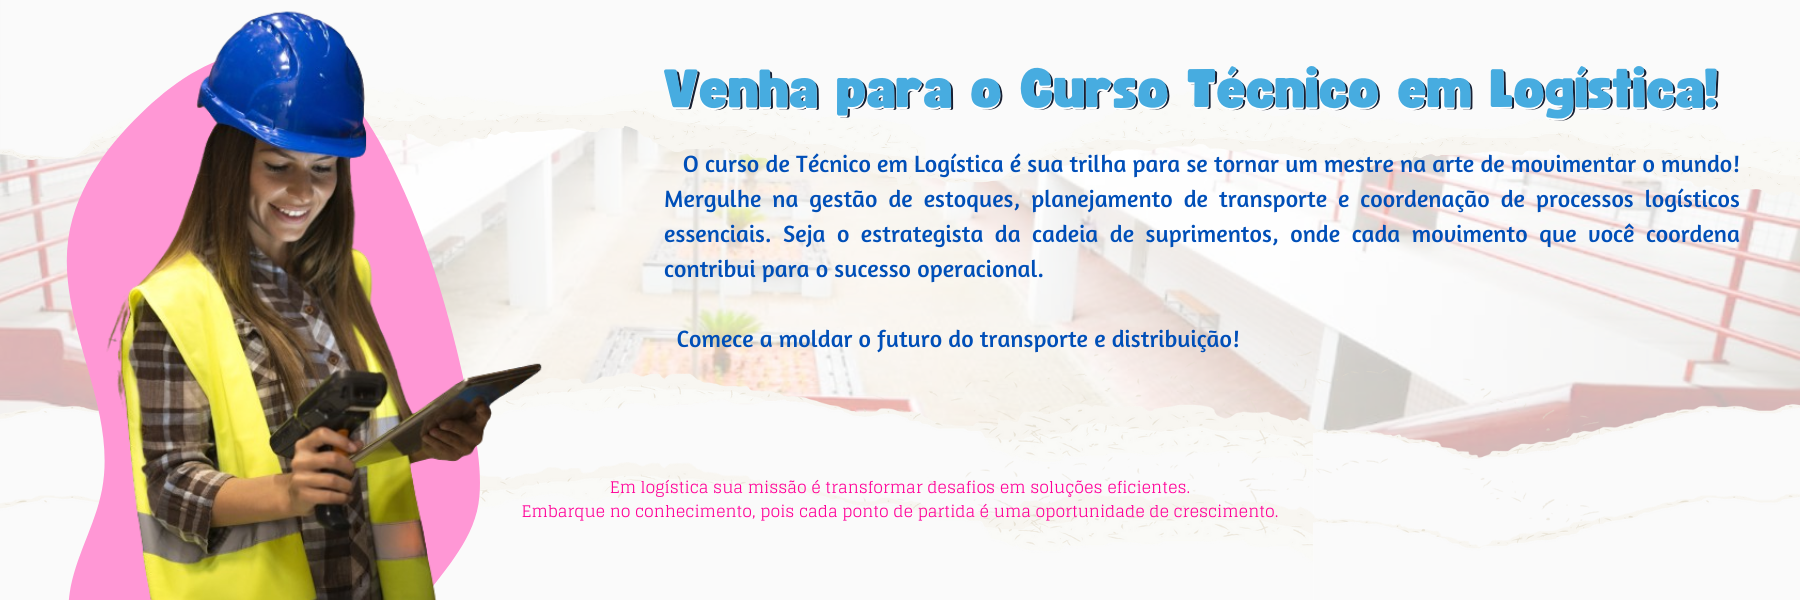 Venha para o Curso Técnico em Logística!
O curso de Técnico em Logística é sua trilha para se tornar um mestre na arte de movimentar o mundo!
Mergulhe na gestão de estoques, planejamento de transporte e coordenação de processos logísticos
essenciais. Seja o estrategista da cadeia de suprimentos, onde cada movimento que você coordena
contribui para o sucesso operacional.
Comece a moldar o futuro do transporte e distribuição!
Em logística sua missão é transformar desafios em soluções eficientes.
Embarque no conhecimento, pois cada ponto de partida é uma oportunidade de crescimento.